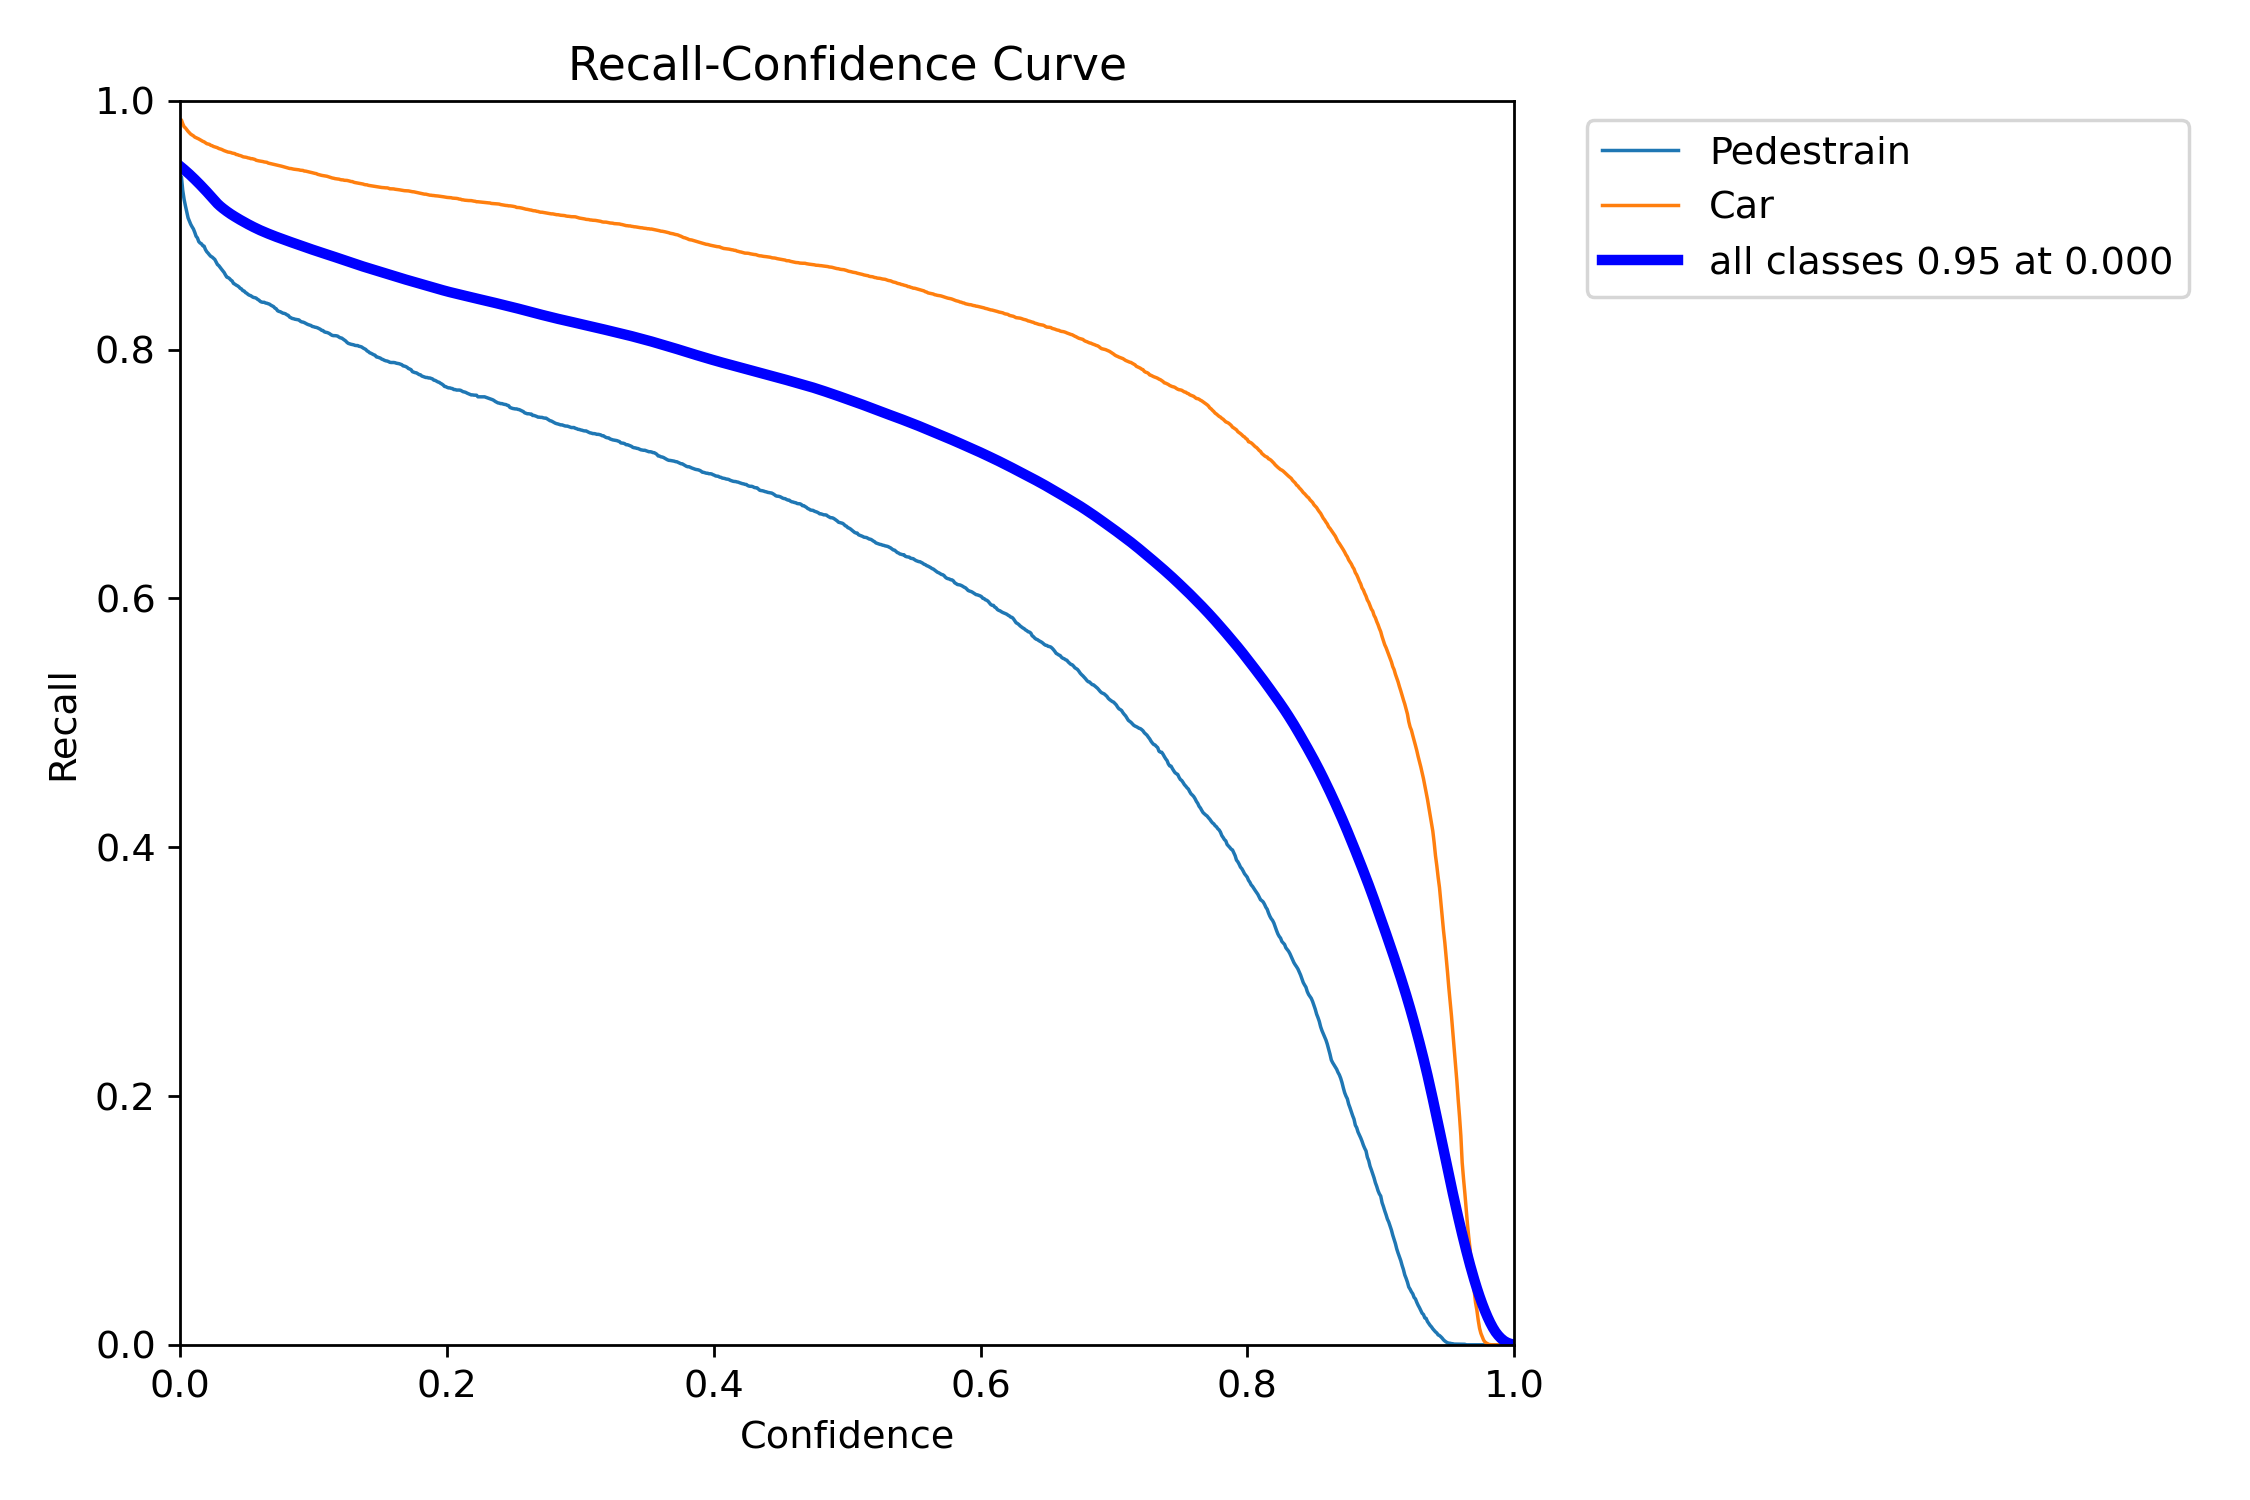 Recall-Confidence Curve
1.0
0.8
0.6
0.4
0.2
0.0
Recall
0.0 0.2 0.4 0.6 0.8 1.0
Confidence
Pedestrain
Car
all classes 0.95 at 0.000